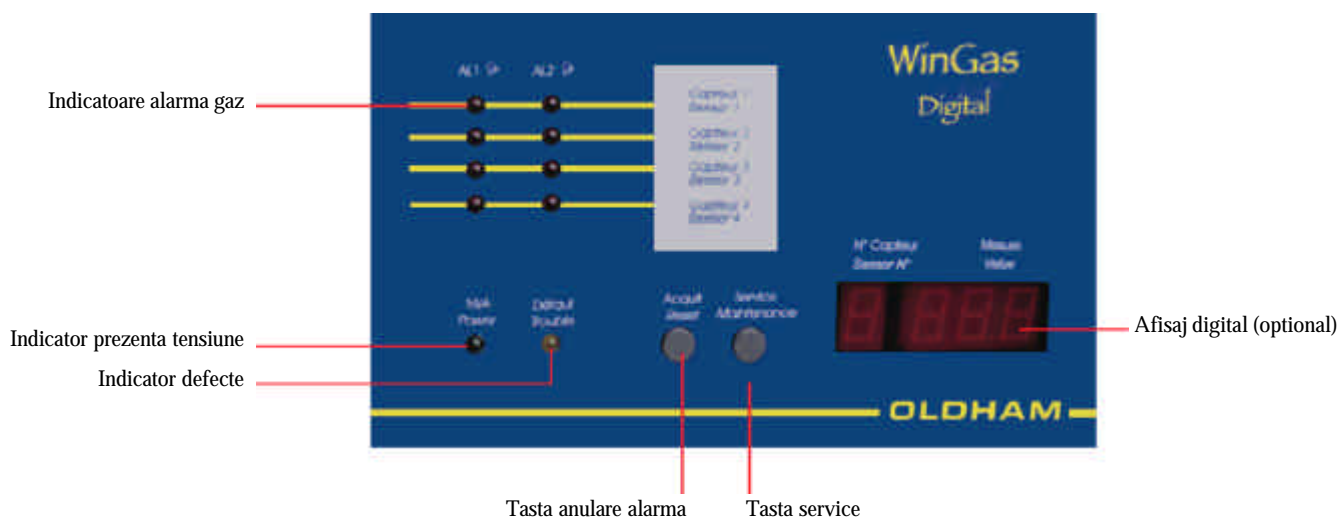 AL1
AL2
WinGas
Digital
Indicatoare alarma gaz
Capteur 1
Sensor 1
Capteur 2
Sensor 2
Capteur 3
Sensor 3
Capteur 4
Sensor 4
N° Capteur
Sensor N°
Mesure
Value
M/A
Power
Défaut
Trouble
Acquit
Reset
Service
Maintenance
Indicator prezenta tensiune
Afisaj digital (optional)
Indicator defecte
OLDHAM
Tasta anulare alarma
Tasta service